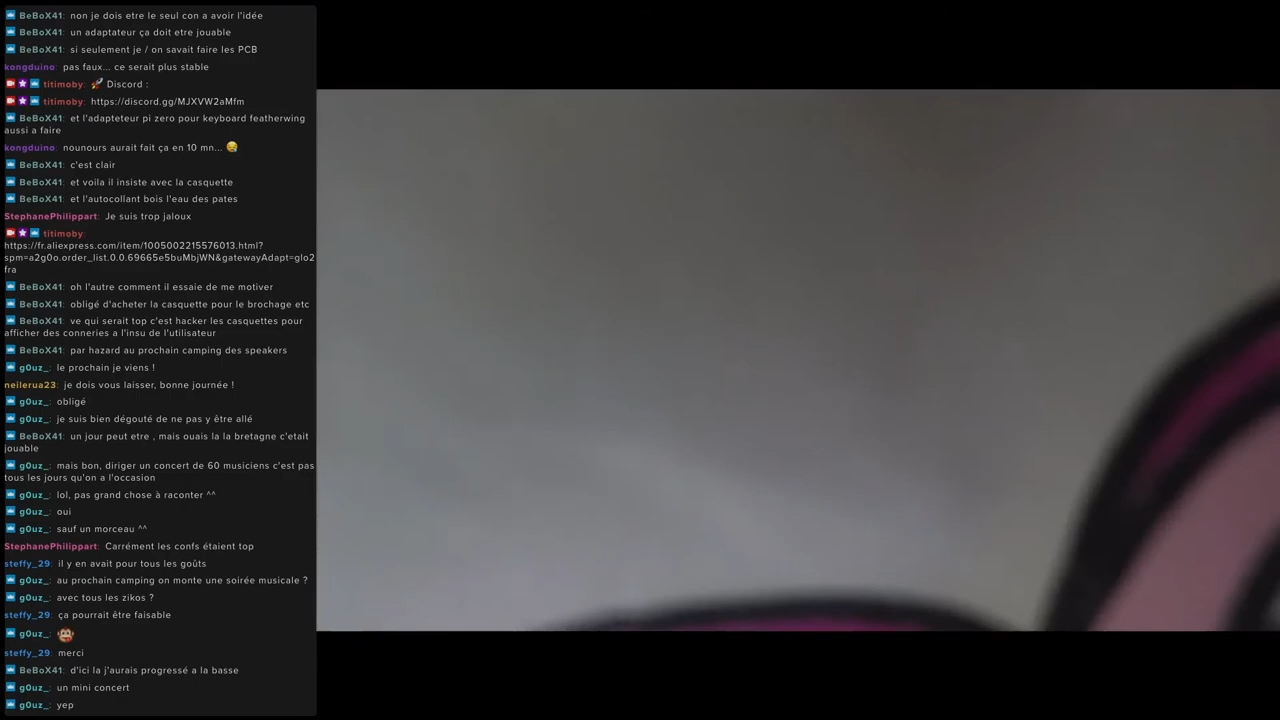 BeBoX41: non je dois etre le seul con a avoir l'idée
BeBoX41: un adaptateur ça doit etre jouable
BeBoX41: si seulement je / on savait faire les PCB
kongduino: pas faux... ce serait plus stable
titimoby: 🚀 Discord :
titimoby: https://discord.gg/MJXVW2aMfm
BeBoX41: et l'adapteteur pi zero pour keyboard featherwing
aussi a faire
kongduino: nounours aurait fait ça en 10 mn... 😪
BeBoX41: c'est clair
BeBoX41: et voila il insiste avec la casquette
BeBoX41: et l'autocollant bois l'eau des pates
StephanePhilippart: Je suis trop jaloux
titimoby:
https://fr.aliexpress.com/item/1005002215576013.html?
spm=a2g0o.order_list.0.0.69665e5buMbjWN&gatewayAdapt=glo2
fra
BeBoX41: oh l'autre comment il essaie de me motiver
BeBoX41: obligé d'acheter la casquette pour le brochage etc
BeBoX41: ve qui serait top c'est hacker les casquettes pour
afficher des conneries a l'insu de l'utilisateur
BeBoX41: par hazard au prochain camping des speakers
g0uz_: le prochain je viens !
neilerua23: je dois vous laisser, bonne journée !
g0uz_: obligé
g0uz_: je suis bien dégouté de ne pas y être allé
BeBoX41: un jour peut etre , mais ouais la la bretagne c'etait
jouable
g0uz_: mais bon, diriger un concert de 60 musiciens c'est pas
tous les jours qu'on a l'occasion
g0uz_: lol, pas grand chose à raconter ^^
g0uz_: oui
g0uz_: sauf un morceau ^^
StephanePhilippart: Carrément les confs étaient top
steffy_29: il y en avait pour tous les goûts
g0uz_: au prochain camping on monte une soirée musicale ?
g0uz_: avec tous les zikos ?
steffy_29: ça pourrait être faisable
g0uz_:
steffy_29: merci
BeBoX41: d'ici la j'aurais progressé a la basse
g0uz_: un mini concert
g0uz_: yep